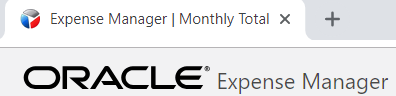 Expense Manager | Monthly Total
ORACLE® Expense Manager